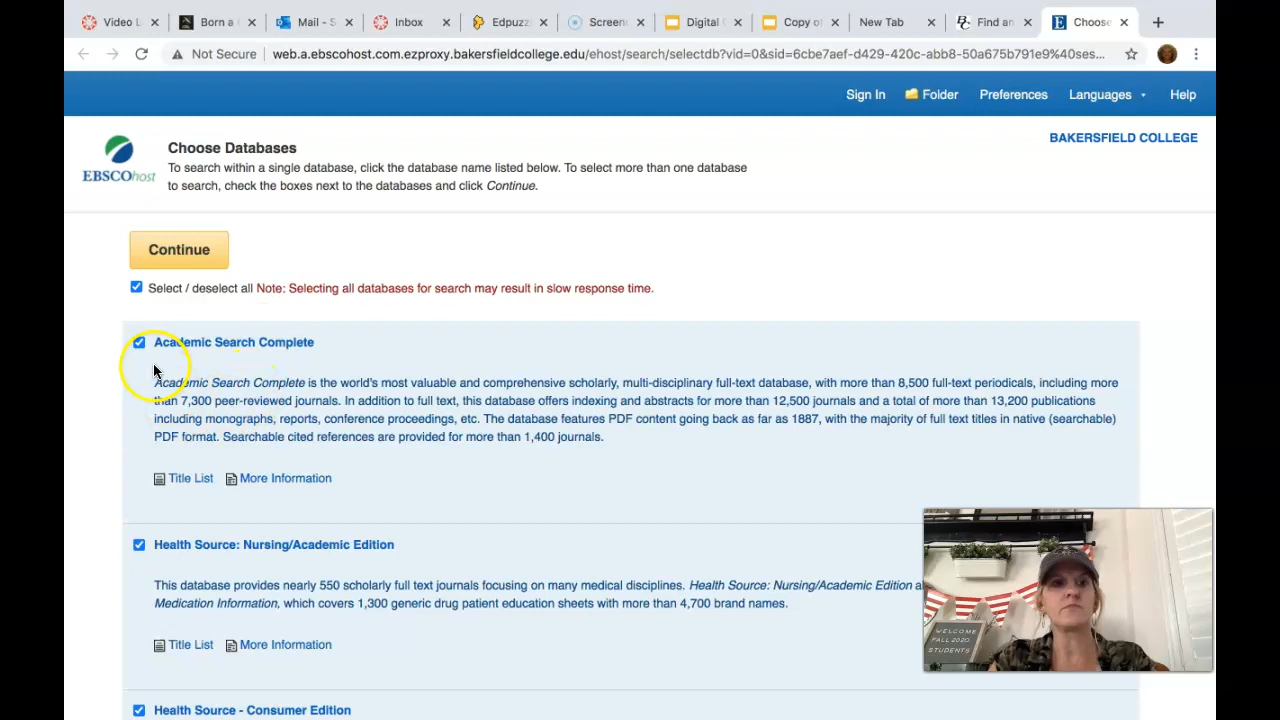 Video L
Born a
Mail - S
Inbox
Edpuzz
Screen
Digital
Copy of
New Tab
Find an
Choose
Not Secure
web.a.ebscohost.com.ezproxy.bakersfieldcollege.edu/ehost/search/selectdb?vid=0&sid=6cbe7aef-d429-420c-abb8-50a675b791e9%40ses...
Sign In Folder Preferences Languages Help
BAKERSFIELD COLLEGE
EBSCOhost
Choose Databases
To search within a single database, click the database name listed below. To select more than one database
to search, check the boxes next to the databases and click Continue.
Continue
Select / deselect all Note: Selecting all databases for search may result in slow response time.
Academic Search Complete
Academic Search Complete is the world's most valuable and comprehensive scholarly, multi-disciplinary full-text database, with more than 8,500 full-text periodicals, including more
than 7,300 peer-reviewed journals. In addition to full text, this database offers indexing and abstracts for more than 12,500 journals and a total of more than 13,200 publications
including monographs, reports, conference proceedings, etc. The database features PDF content going back as far as 1887, with the majority of full text titles in native (searchable)
PDF format. Searchable cited references are provided for more than 1,400 journals.
Title List More Information
Health Source: Nursing/Academic Edition
This database provides nearly 550 scholarly full text journals focusing on many medical disciplines. Health Source: Nursing/Academic Edition al
Medication Information, which covers 1,300 generic drug patient education sheets with more than 4,700 brand names.
Title List More Information
Health Source - Consumer Edition
WELCOME
FALL 2020
STUDENTS